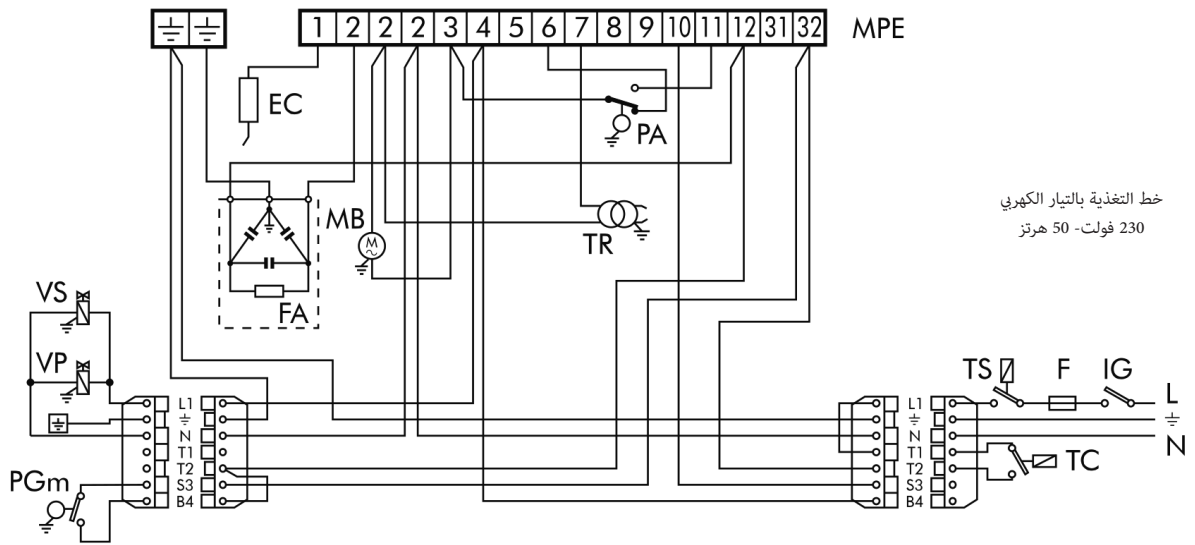 1 2 2 2 3 4 5 6 7 8 9 10 11 12 31 32 MPE
EC
PA
خط التغذية بالتيار الكهربي
230 فولت- 50 هرتز
MB
M
TR
FA
VS
VP
TS F IG
L
N
TC
PGm
L1
N
T1
T2
S3
B4
L1
N
T1
T2
S3
B4